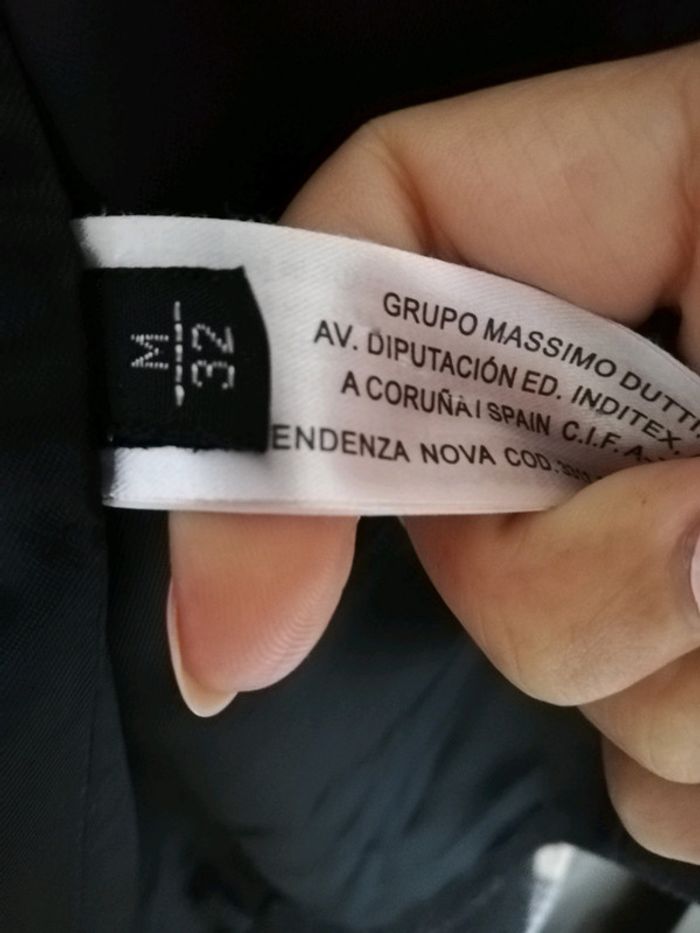 M
32
GRUPO MASSIMO DUTTI
AV. DIPUTACIÓN ED. INDITEX.
A CORUÑA I SPAIN C.I.F. A-
ENDENZA NOVA COD.